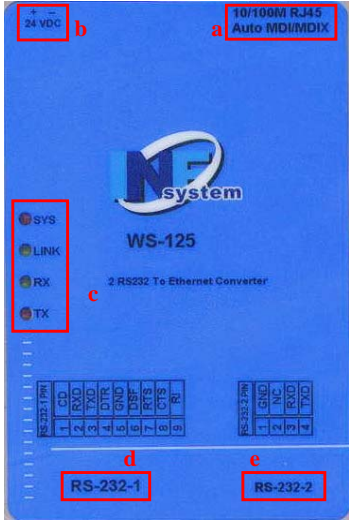 + −
24 VDC
b
a
10/100M RJ45
Auto MDI/MDIX
INF
system
SYS
LINK
RX
TX
c
WS-125
2 RS232 To Ethernet Converter
RS-232-1 PIN
1 CD
2 RXD
3 TXD
4 DTR
5 GND
6 DSF
7 RTS
8 CTS
9 RI
RS-232-2 PIN
1 GND
2 NC
3 RXD
4 TXD
d
e
RS-232-1
RS-232-2